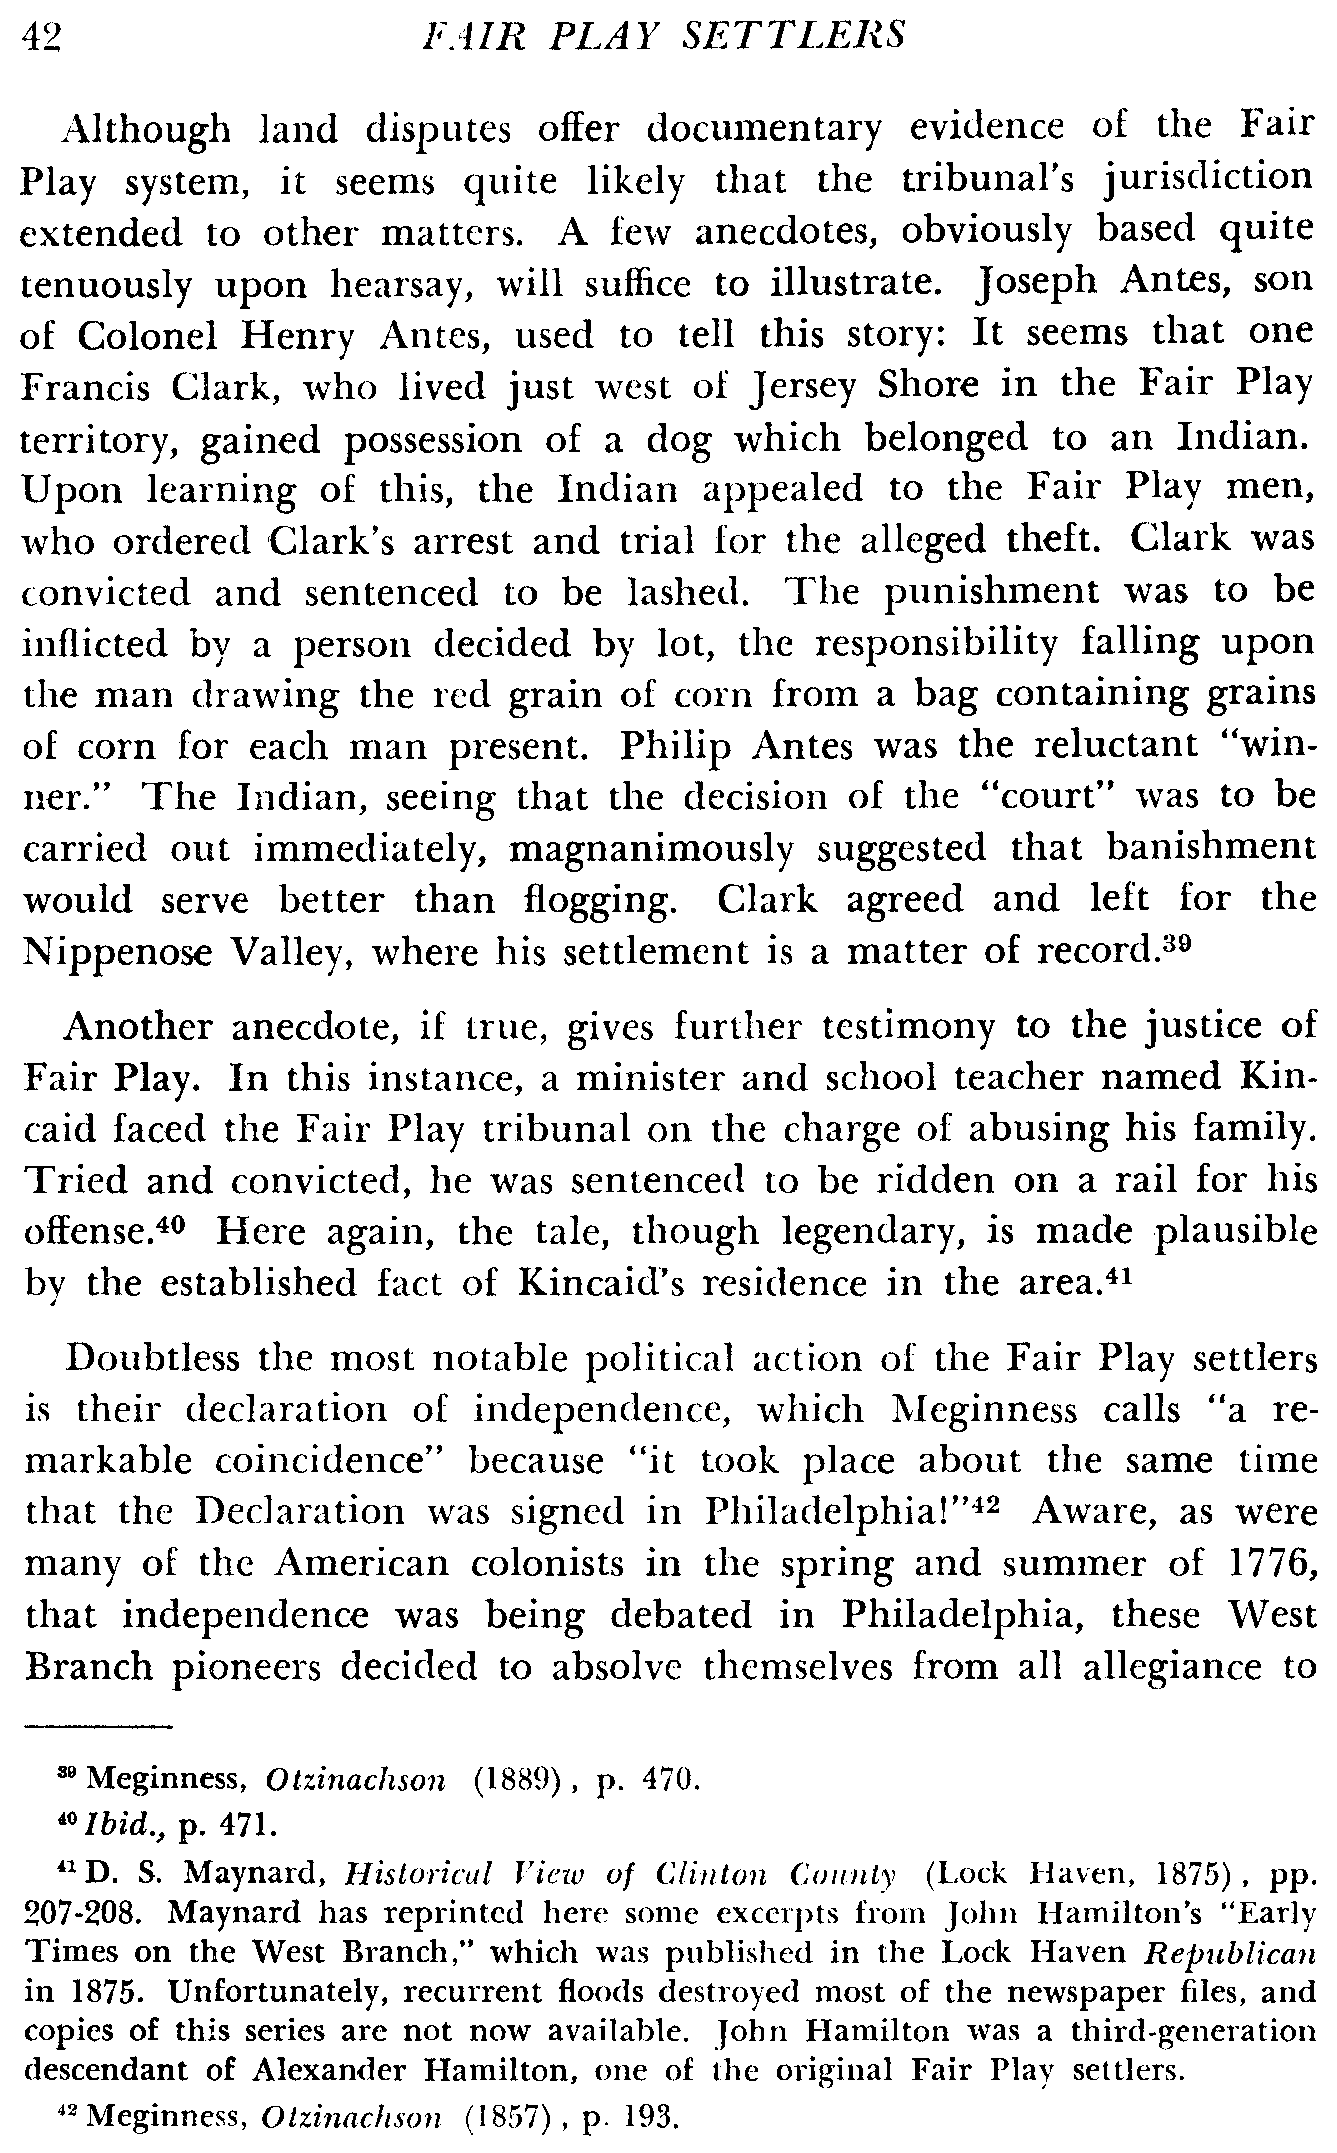 42 FAIR PLAY SETTLERS
Although land disputes offer documentary evidence of the Fair
Play system, it seems quite likely that the tribunal's jurisdiction
extended to other matters. A few anecdotes, obviously based quite
tenuously upon hearsay, will suffice to illustrate. Joseph Antes, son
of Colonel Henry Antes, used to tell this story: It seems that one
Francis Clark, who lived just west of Jersey Shore in the Fair Play
territory, gained possession of a dog which belonged to an Indian.
Upon learning of this, the Indian appealed to the Fair Play men,
who ordered Clark's arrest and trial for the alleged theft. Clark was
convicted and sentenced to be lashed. The punishment was to be
inflicted by a person decided by lot, the responsibility falling upon
the man drawing the red grain of corn from a bag containing grains
of corn for each man present. Philip Antes was the reluctant “win-
ner.” The Indian, seeing that the decision of the “court” was to be
carried out immediately, magnanimously suggested that banishment
would serve better than flogging. Clark agreed and left for the
Nippenose Valley, where his settlement is a matter of record.³⁹
Another anecdote, if true, gives further testimony to the justice of
Fair Play. In this instance, a minister and school teacher named Kin-
caid faced the Fair Play tribunal on the charge of abusing his family.
Tried and convicted, he was sentenced to be ridden on a rail for his
offense.⁴⁰ Here again, the tale, though legendary, is made plausible
by the established fact of Kincaid's residence in the area.⁴¹
Doubtless the most notable political action of the Fair Play settlers
is their declaration of independence, which Meginness calls “a re-
markable coincidence” because “it took place about the same time
that the Declaration was signed in Philadelphia!”⁴² Aware, as were
many of the American colonists in the spring and summer of 1776,
that independence was being debated in Philadelphia, these West
Branch pioneers decided to absolve themselves from all allegiance to
³⁹ Meginness, Otzinachson (1889), p. 470.
⁴⁰ Ibid., p. 471.
⁴¹ D. S. Maynard, Historical View of Clinton County (Lock Haven, 1875), pp.
207-208. Maynard has reprinted here some excerpts from John Hamilton's “Early
Times on the West Branch,” which was published in the Lock Haven Republican
in 1875. Unfortunately, recurrent floods destroyed most of the newspaper files, and
copies of this series are not now available. John Hamilton was a third-generation
descendant of Alexander Hamilton, one of the original Fair Play settlers.
⁴² Meginness, Otzinachson (1857), p. 193.